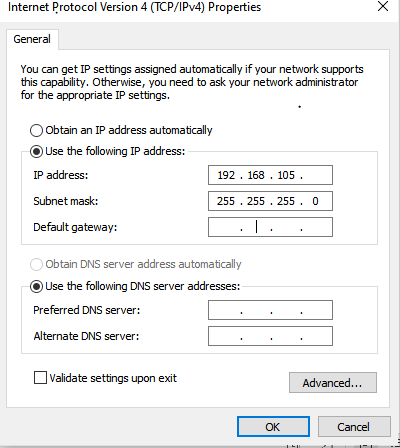 Internet Protocol Version 4 (TCP/IPv4) Properties
General
You can get IP settings assigned automatically if your network supports
this capability. Otherwise, you need to ask your network administrator
for the appropriate IP settings.
Obtain an IP address automatically
Use the following IP address:
IP address: 192 . 168 . 105 .
Subnet mask: 255 . 255 . 255 . 0
Default gateway: . . .
Obtain DNS server address automatically
Use the following DNS server addresses:
Preferred DNS server: . . .
Alternate DNS server: . . .
Validate settings upon exit
Advanced...
OK Cancel